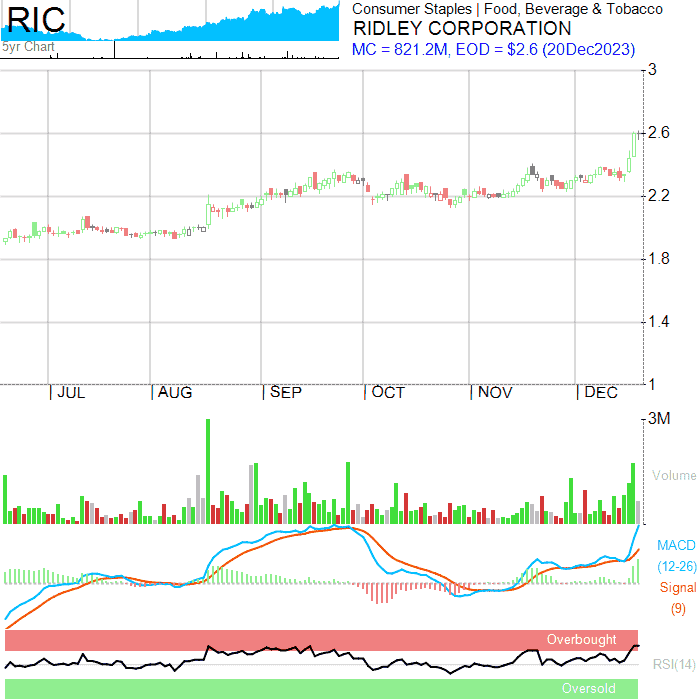 RIC
Consumer Staples | Food, Beverage & Tobacco
RIDLEY CORPORATION
5yr Chart
MC = 821.2M, EOD = $2.6 (20Dec2023)
3
2.6
2.2
1.8
1.4
1
JUL
AUG
SEP
OCT
NOV
DEC
3M
Volume
MACD
(12-26)
Signal
(9)
Overbought
RSI(14)
Oversold